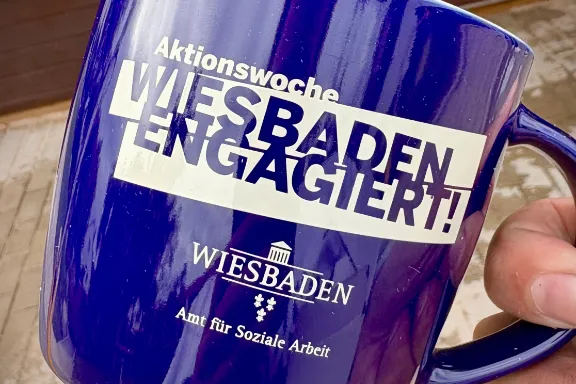 Aktionswoche
WIESBADEN
ENGAGIERT!
WIESBADEN
Amt für Soziale Arbeit